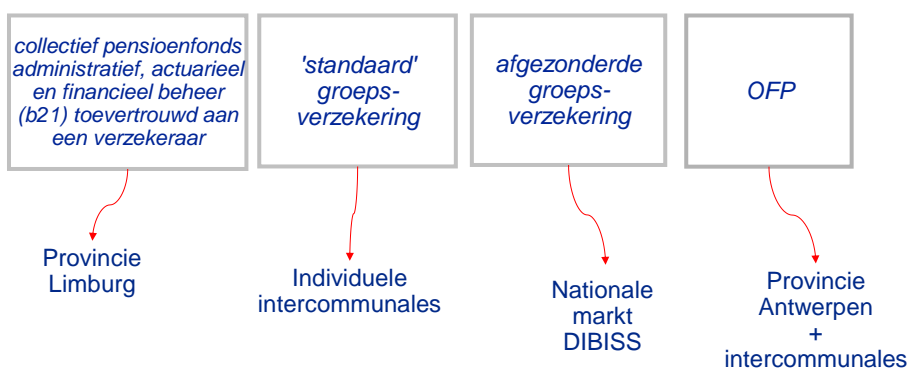 collectief pensioenfonds
administratief, actuarieel
en financieel beheer
(b21) toevertrouwd aan
een verzekeraar
'standaard'
groeps-
verzekering
afgezonderde
groeps-
verzekering
OFP
Provincie
Limburg
Individuele
intercommunales
Nationale
markt
DIBISS
Provincie
Antwerpen
+
intercommunales